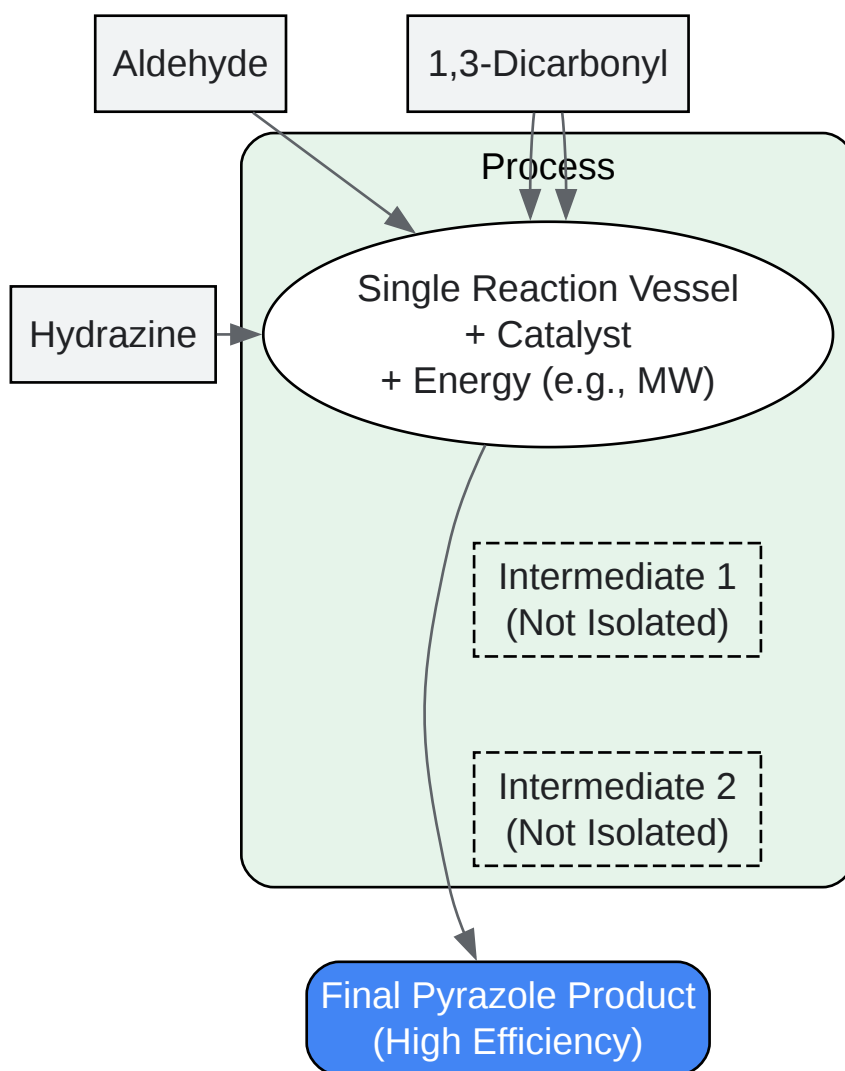 Aldehyde
1,3-Dicarbonyl
Process
Single Reaction Vessel
+ Catalyst
+ Energy (e.g., MW)
Hydrazine
Intermediate 1
(Not Isolated)
Intermediate 2
(Not Isolated)
Final Pyrazole Product
(High Efficiency)